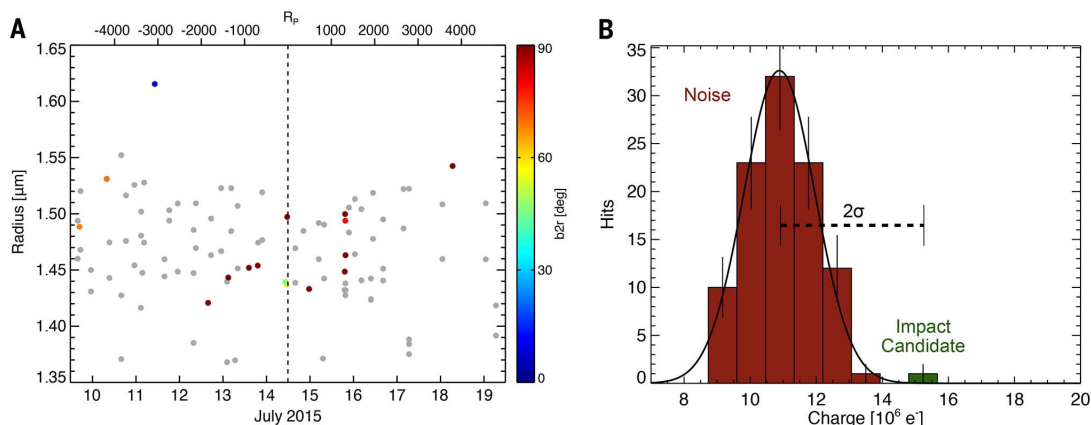 A
R_P
-4000 -2000 -1000 1000 2000 4000
Radius [μm]
1.65
1.60
1.55
1.50
1.45
1.40
1.35
10 11 12 13 14 15 16 17 18 19
July 2015
90
60
30
0
b2r [deg]
B
Hits
35
30
25
20
15
10
5
0
Noise
2σ
Impact
Candidate
8 10 12 14 16 18 20
Charge [10⁶ e⁻]